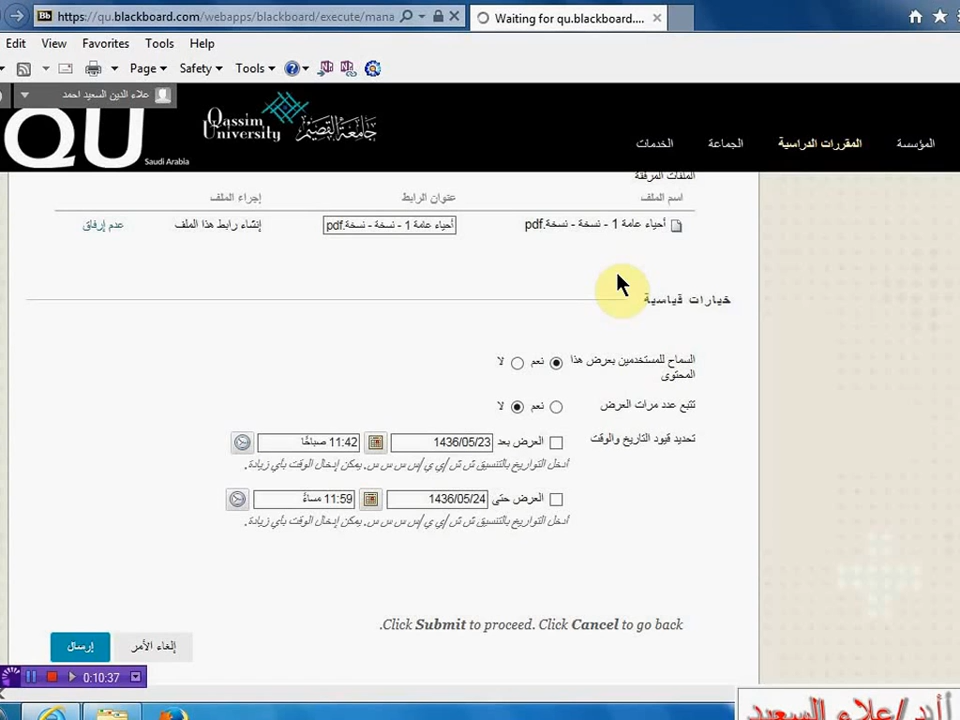 https://qu.blackboard.com/webapps/blackboard/execute/mana
Waiting for qu.blackboard....
Edit View Favorites Tools Help
Page Safety Tools
علاء الدين السعيد احمد
QU
Saudi Arabia
Qassim University
جامعة القصيم
المؤسسة المقررات الدراسية الجماعة الخدمات
الملفات المرفقة
اسم الملف عنوان الرابط إجراء الملف
أحياء عامة 1 - نسخة - نسخة.pdf أحياء عامة 1 - نسخة - نسخة.pdf إنشاء رابط هذا الملف عدم إرفاق
خيارات قياسية
السماح للمستخدمين بعرض هذا المحتوى نعم لا
تتبع عدد مرات العرض نعم لا
تحديد قيود التاريخ والوقت العرض بعد 1436/05/23 11:42 صباحًا
أدخل التواريخ بالتنسيق ش ش/ي ي/س س س س. يمكن إدخال الوقت بأي زيادة.
العرض حتى 1436/05/24 11:59 مساءً
أدخل التواريخ بالتنسيق ش ش/ي ي/س س س س. يمكن إدخال الوقت بأي زيادة.
.Click Submit to proceed. Click Cancel to go back
إلغاء الأمر إرسال
0:10:37
أ.د/علاء السعيد